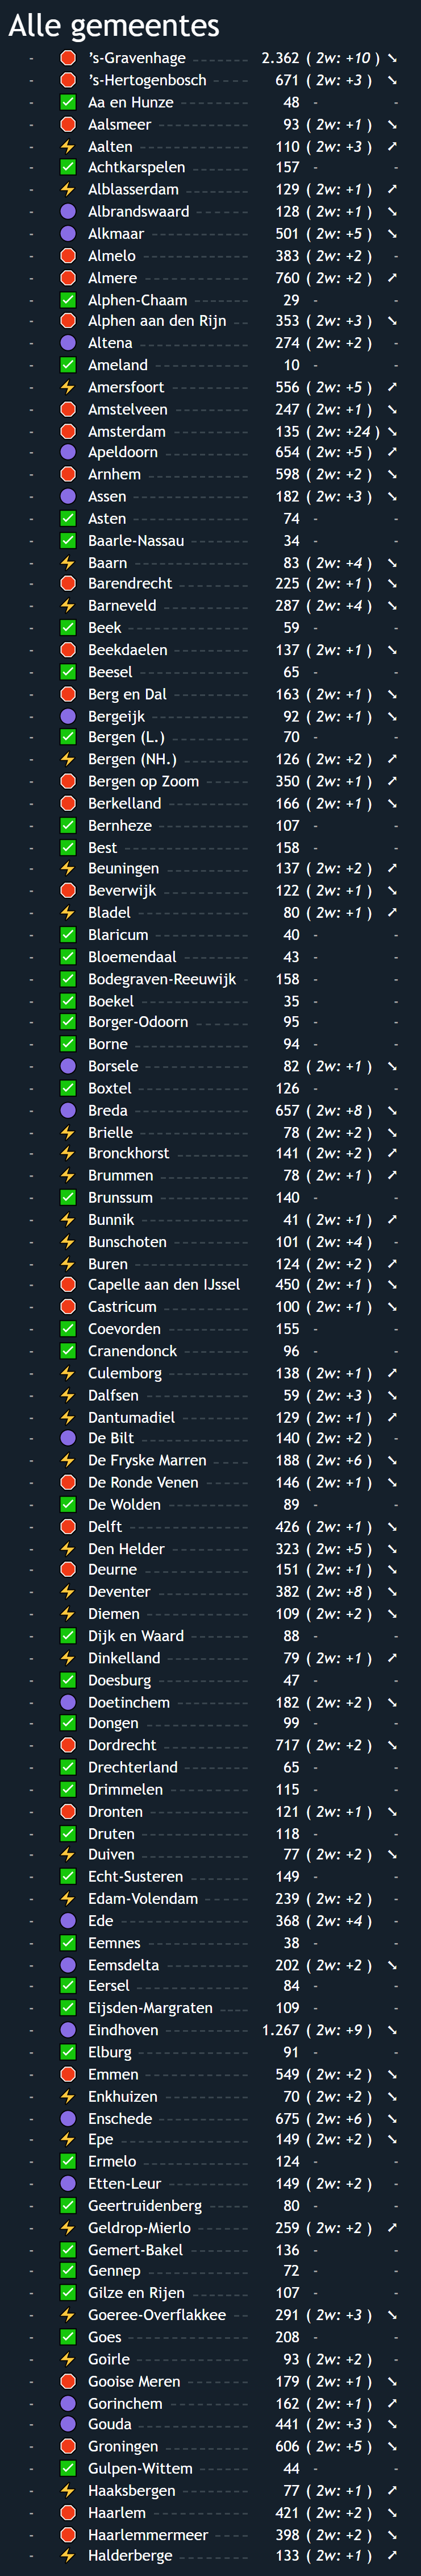 Alle gemeentes
- 's-Gravenhage 2.362 ( 2w: +10 ) ↘
- 's-Hertogenbosch 671 ( 2w: +3 ) ↘
- Aa en Hunze 48 - -
- Aalsmeer 93 ( 2w: +1 ) ↘
- Aalten 110 ( 2w: +3 ) ↗
- Achtkarspelen 157 - -
- Alblasserdam 129 ( 2w: +1 ) ↗
- Albrandswaard 128 ( 2w: +1 ) ↘
- Alkmaar 501 ( 2w: +5 ) ↘
- Almelo 383 ( 2w: +2 ) -
- Almere 760 ( 2w: +2 ) ↗
- Alphen-Chaam 29 - -
- Alphen aan den Rijn 353 ( 2w: +3 ) ↘
- Altena 274 ( 2w: +2 ) -
- Ameland 10 - -
- Amersfoort 556 ( 2w: +5 ) ↗
- Amstelveen 247 ( 2w: +1 ) ↘
- Amsterdam 135 ( 2w: +24 ) ↘
- Apeldoorn 654 ( 2w: +5 ) ↗
- Arnhem 598 ( 2w: +2 ) ↘
- Assen 182 ( 2w: +3 ) ↘
- Asten 74 - -
- Baarle-Nassau 34 - -
- Baarn 83 ( 2w: +4 ) ↘
- Barendrecht 225 ( 2w: +1 ) ↘
- Barneveld 287 ( 2w: +4 ) ↘
- Beek 59 - -
- Beekdaelen 137 ( 2w: +1 ) ↘
- Beesel 65 - -
- Berg en Dal 163 ( 2w: +1 ) ↘
- Bergeijk 92 ( 2w: +1 ) ↘
- Bergen (L.) 70 - -
- Bergen (NH.) 126 ( 2w: +2 ) ↗
- Bergen op Zoom 350 ( 2w: +1 ) ↗
- Berkelland 166 ( 2w: +1 ) ↘
- Bernheze 107 - -
- Best 158 - -
- Beuningen 137 ( 2w: +2 ) ↗
- Beverwijk 122 ( 2w: +1 ) ↘
- Bladel 80 ( 2w: +1 ) ↗
- Blaricum 40 - -
- Bloemendaal 43 - -
- Bodegraven-Reeuwijk 158 - -
- Boekel 35 - -
- Borger-Odoorn 95 - -
- Borne 94 - -
- Borsele 82 ( 2w: +1 ) ↘
- Boxtel 126 - -
- Breda 657 ( 2w: +8 ) ↘
- Brielle 78 ( 2w: +2 ) ↘
- Bronckhorst 141 ( 2w: +2 ) ↗
- Brummen 78 ( 2w: +1 ) ↗
- Brunssum 140 - -
- Bunnik 41 ( 2w: +1 ) ↗
- Bunschoten 101 ( 2w: +4 ) -
- Buren 124 ( 2w: +2 ) ↗
- Capelle aan den IJssel 450 ( 2w: +1 ) ↘
- Castricum 100 ( 2w: +1 ) ↘
- Coevorden 155 - -
- Cranendonck 96 - -
- Culemborg 138 ( 2w: +1 ) ↗
- Dalfsen 59 ( 2w: +3 ) ↘
- Dantumadiel 129 ( 2w: +1 ) ↗
- De Bilt 140 ( 2w: +2 ) -
- De Fryske Marren 188 ( 2w: +6 ) ↘
- De Ronde Venen 146 ( 2w: +1 ) ↘
- De Wolden 89 - -
- Delft 426 ( 2w: +1 ) ↘
- Den Helder 323 ( 2w: +5 ) ↘
- Deurne 151 ( 2w: +1 ) ↘
- Deventer 382 ( 2w: +8 ) ↘
- Diemen 109 ( 2w: +2 ) ↘
- Dijk en Waard 88 - -
- Dinkelland 79 ( 2w: +1 ) ↗
- Doesburg 47 - -
- Doetinchem 182 ( 2w: +2 ) ↘
- Dongen 99 - -
- Dordrecht 717 ( 2w: +2 ) ↘
- Drechterland 65 - -
- Drimmelen 115 - -
- Dronten 121 ( 2w: +1 ) ↘
- Druten 118 - -
- Duiven 77 ( 2w: +2 ) ↘
- Echt-Susteren 149 - -
- Edam-Volendam 239 ( 2w: +2 ) -
- Ede 368 ( 2w: +4 ) -
- Eemnes 38 - -
- Eemsdelta 202 ( 2w: +2 ) ↘
- Eersel 84 - -
- Eijsden-Margraten 109 - -
- Eindhoven 1.267 ( 2w: +9 ) ↘
- Elburg 91 - -
- Emmen 549 ( 2w: +2 ) ↘
- Enkhuizen 70 ( 2w: +2 ) ↘
- Enschede 675 ( 2w: +6 ) ↘
- Epe 149 ( 2w: +2 ) ↘
- Ermelo 124 - -
- Etten-Leur 149 ( 2w: +2 ) -
- Geertruidenberg 80 - -
- Geldrop-Mierlo 259 ( 2w: +2 ) ↗
- Gemert-Bakel 136 - -
- Gennep 72 - -
- Gilze en Rijen 107 - -
- Goeree-Overflakkee 291 ( 2w: +3 ) ↘
- Goes 208 - -
- Goirle 93 ( 2w: +2 ) -
- Gooise Meren 179 ( 2w: +1 ) ↘
- Gorinchem 162 ( 2w: +1 ) ↗
- Gouda 441 ( 2w: +3 ) ↘
- Groningen 606 ( 2w: +5 ) ↘
- Gulpen-Wittem 44 - -
- Haaksbergen 77 ( 2w: +1 ) ↗
- Haarlem 421 ( 2w: +2 ) ↘
- Haarlemmermeer 398 ( 2w: +2 ) ↘
- Halderberge 133 ( 2w: +1 ) ↗